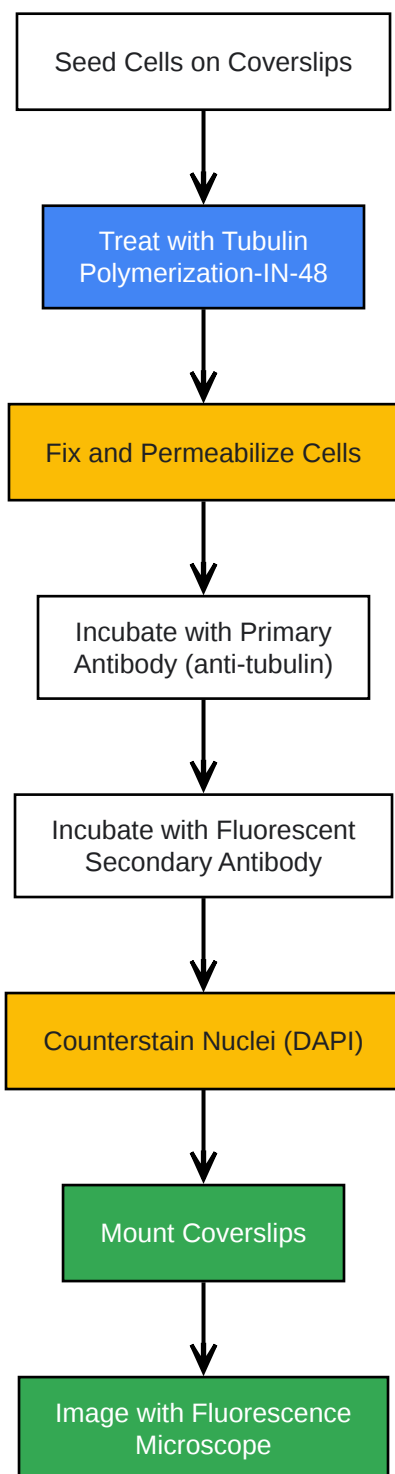 Seed Cells on Coverslips
Treat with Tubulin
Polymerization-IN-48
Fix and Permeabilize Cells
Incubate with Primary
Antibody (anti-tubulin)
Incubate with Fluorescent
Secondary Antibody
Counterstain Nuclei (DAPI)
Mount Coverslips
Image with Fluorescence
Microscope